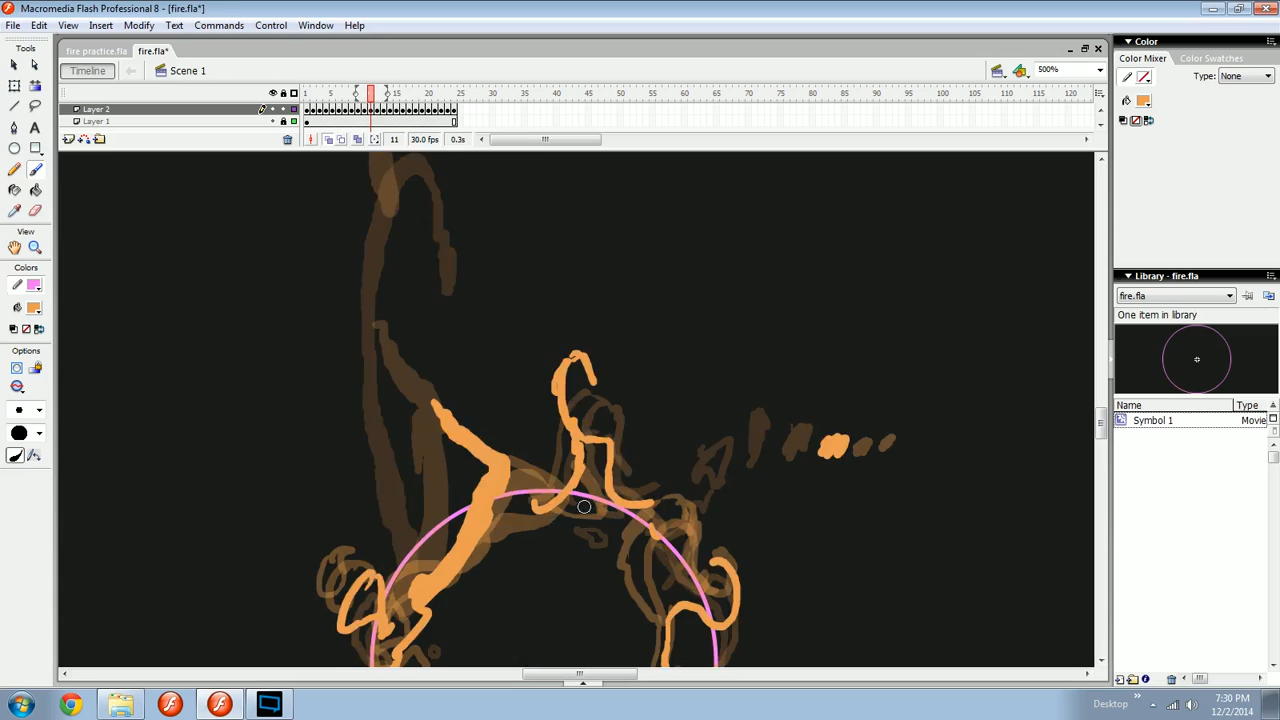 Macromedia Flash Professional 8 - [fire.fla*]
File Edit View Insert Modify Text Commands Control Window Help
Tools
View
Colors
Options
fire practice.fla
fire.fla*
Timeline
Scene 1
500%
1 5 10 15 20 25 30 35 40 45 50 55 60 65 70 75 80 85 90 95 100 105 110 115 120
Layer 2
Layer 1
11 30.0 fps 0.3s
Color
Color Mixer Color Swatches
Type: None
Library - fire.fla
fire.fla
One item in library
Name Type
Symbol 1 Movie
Desktop
7:30 PM
12/2/2014